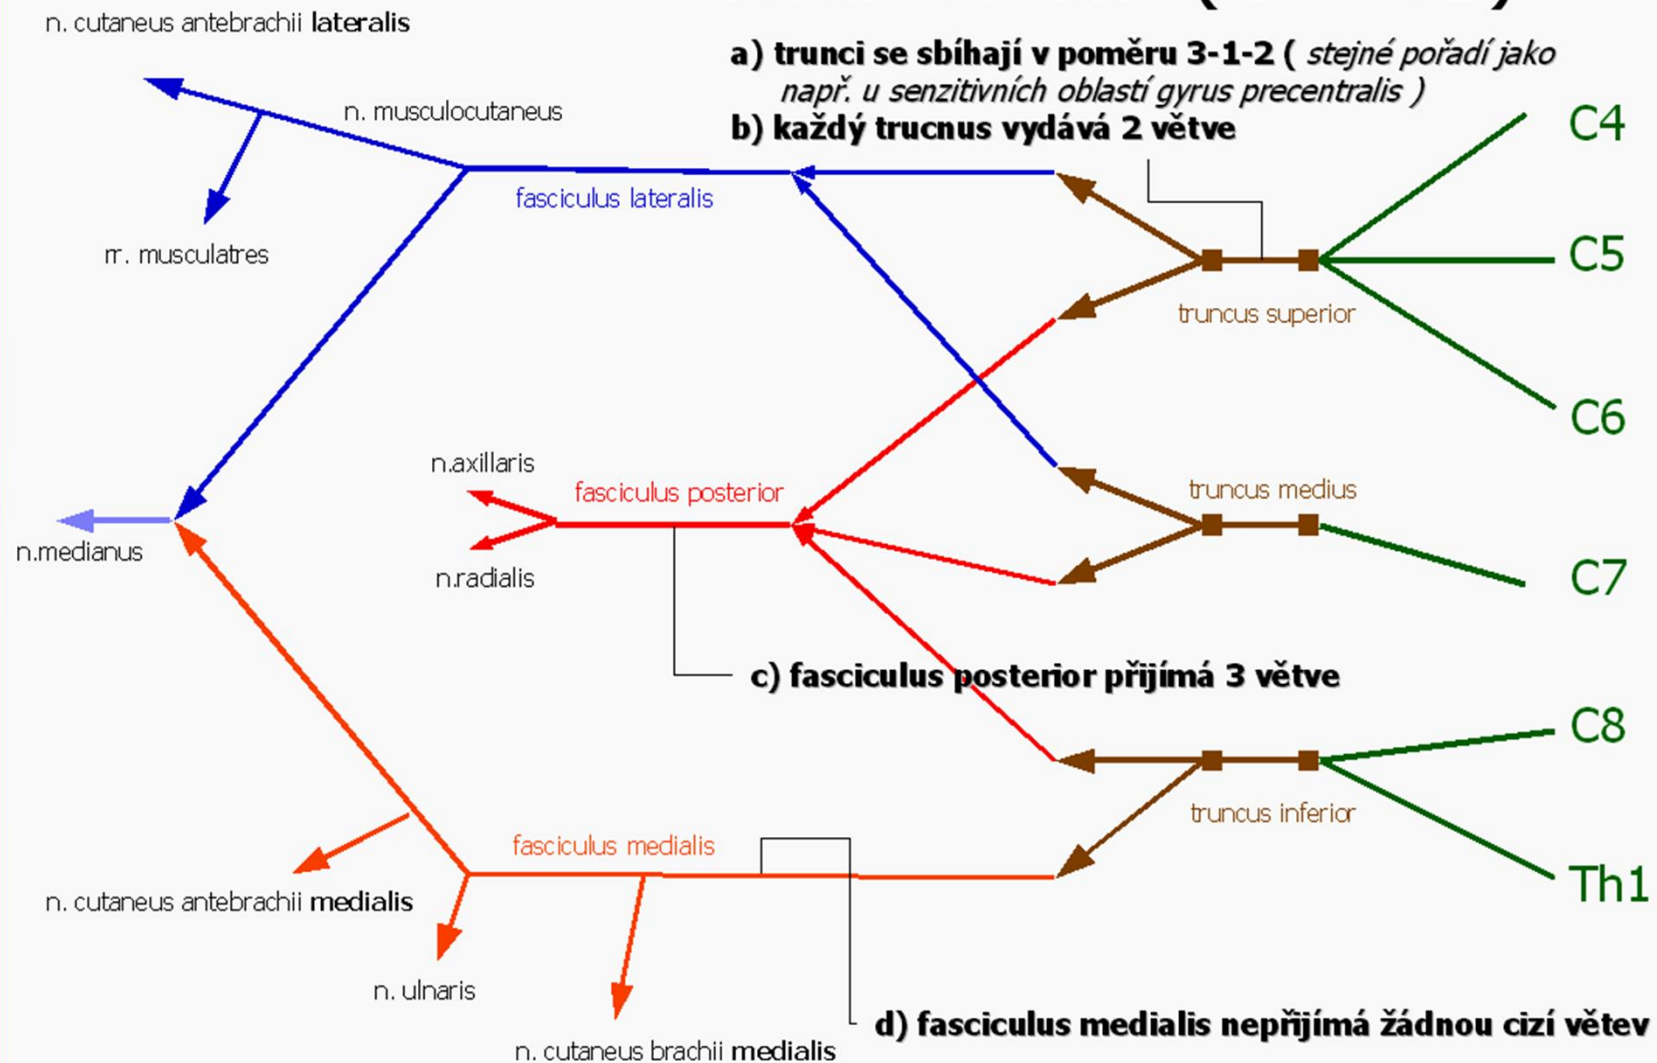 n. cutaneus antebrachii lateralis
a) trunci se sbíhají v poměru 3-1-2 ( stejné pořadí jako
např. u senzitivních oblastí gyrus precentralis )
b) každý trucnus vydává 2 větve
n. musculocutaneus
C4
fasciculus lateralis
rr. musculatres
C5
truncus superior
C6
n.axillaris
fasciculus posterior
truncus medius
n.medianus
n.radialis
C7
c) fasciculus posterior přijímá 3 větve
C8
truncus inferior
fasciculus medialis
Th1
n. cutaneus antebrachii medialis
n. ulnaris
d) fasciculus medialis nepřijímá žádnou cizí větev
n. cutaneus brachii medialis